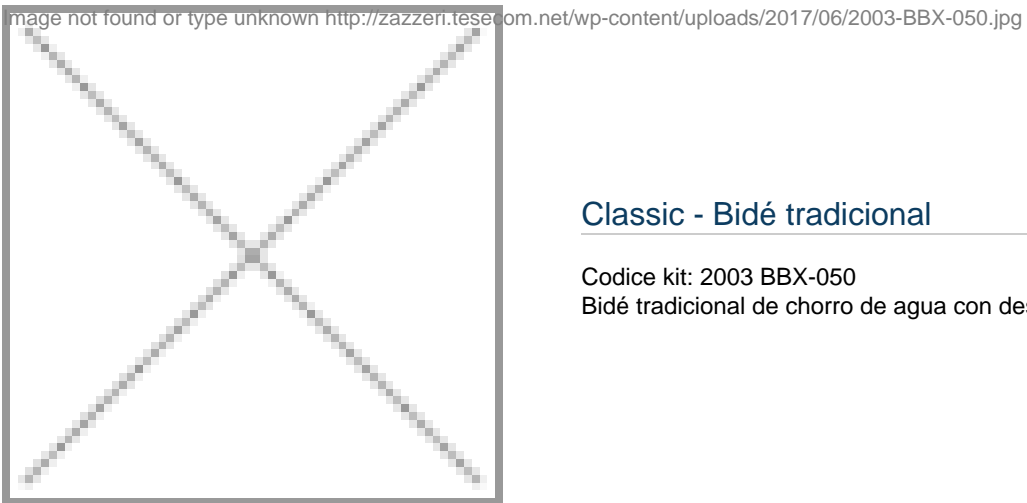 Image not found or type unknown http://zazzeri.tesecom.net/wp-content/uploads/2017/06/2003-BBX-050.jpg
Classic - Bidé tradicional
Codice kit: 2003 BBX-050
Bidé tradicional de chorro de agua con